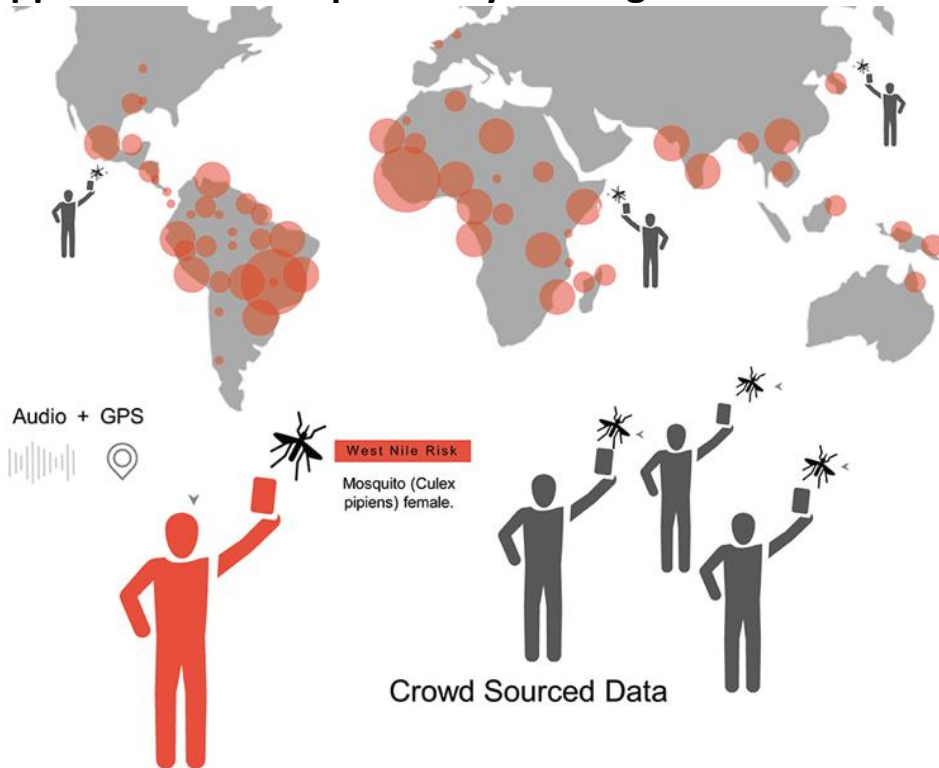 Audio + GPS
West Nile Risk
Mosquito (Culex
pipiens) female.
Crowd Sourced Data